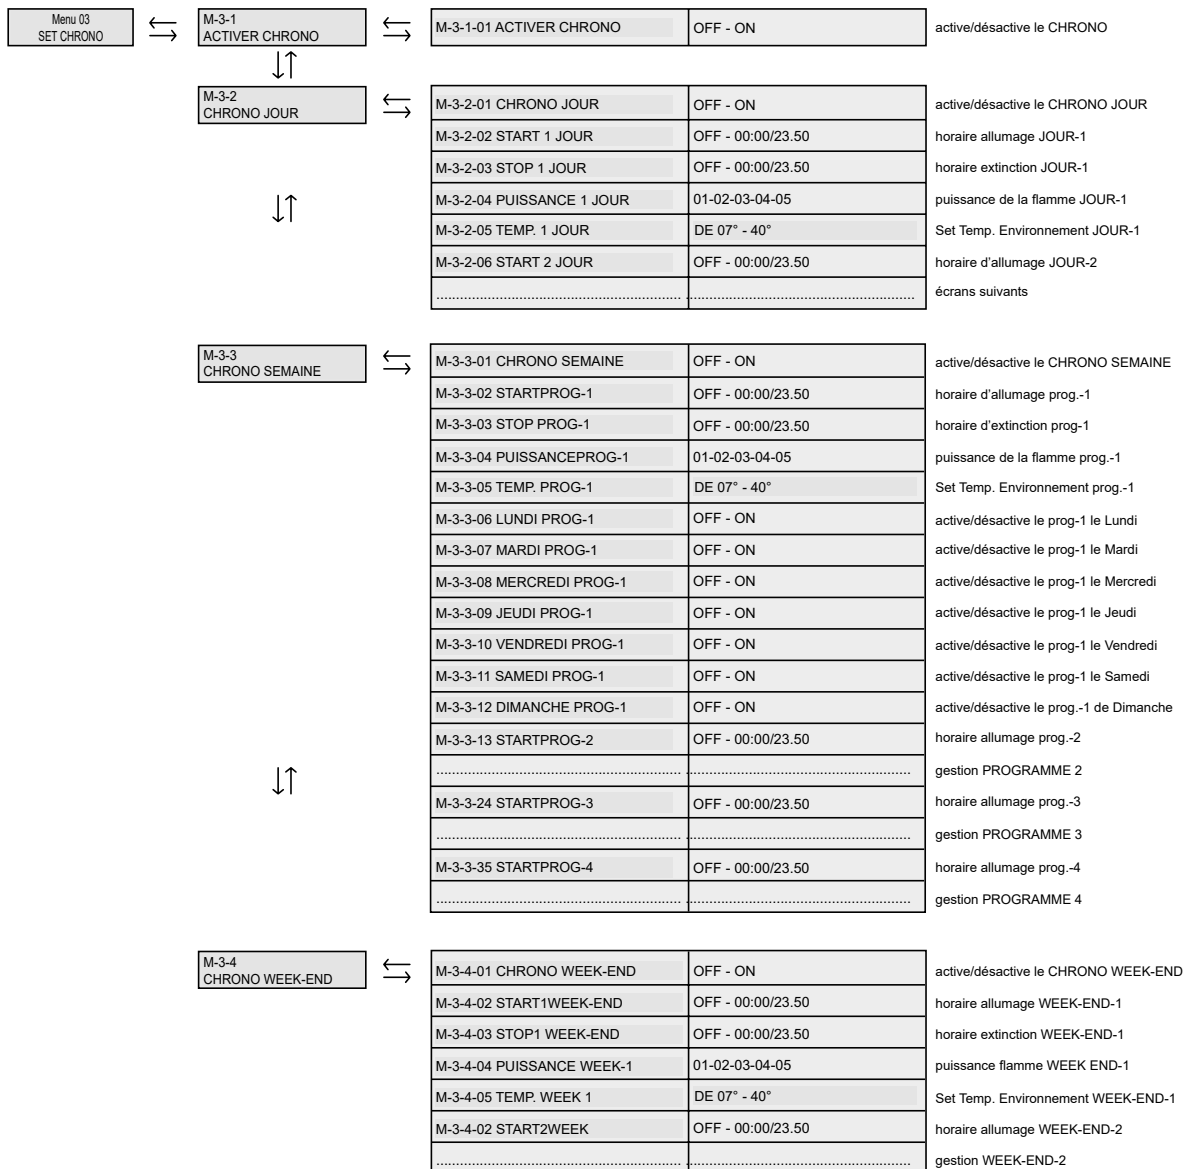 Menu 03
SET CHRONO
M-3-1
ACTIVER CHRONO
M-3-1-01 ACTIVER CHRONO OFF - ON active/désactive le CHRONO
M-3-2
CHRONO JOUR
M-3-2-01 CHRONO JOUR OFF - ON active/désactive le CHRONO JOUR
M-3-2-02 START 1 JOUR OFF - 00:00/23.50 horaire allumage JOUR-1
M-3-2-03 STOP 1 JOUR OFF - 00:00/23.50 horaire extinction JOUR-1
M-3-2-04 PUISSANCE 1 JOUR 01-02-03-04-05 puissance de la flamme JOUR-1
M-3-2-05 TEMP. 1 JOUR DE 07° - 40° Set Temp. Environnement JOUR-1
M-3-2-06 START 2 JOUR OFF - 00:00/23.50 horaire d'allumage JOUR-2
écrans suivants
M-3-3
CHRONO SEMAINE
M-3-3-01 CHRONO SEMAINE OFF - ON active/désactive le CHRONO SEMAINE
M-3-3-02 STARTPROG-1 OFF - 00:00/23.50 horaire d'allumage prog.-1
M-3-3-03 STOP PROG-1 OFF - 00:00/23.50 horaire d'extinction prog-1
M-3-3-04 PUISSANCEPROG-1 01-02-03-04-05 puissance de la flamme prog.-1
M-3-3-05 TEMP. PROG-1 DE 07° - 40° Set Temp. Environnement prog.-1
M-3-3-06 LUNDI PROG-1 OFF - ON active/désactive le prog-1 le Lundi
M-3-3-07 MARDI PROG-1 OFF - ON active/désactive le prog-1 le Mardi
M-3-3-08 MERCREDI PROG-1 OFF - ON active/désactive le prog-1 le Mercredi
M-3-3-09 JEUDI PROG-1 OFF - ON active/désactive le prog-1 le Jeudi
M-3-3-10 VENDREDI PROG-1 OFF - ON active/désactive le prog-1 le Vendredi
M-3-3-11 SAMEDI PROG-1 OFF - ON active/désactive le prog-1 le Samedi
M-3-3-12 DIMANCHE PROG-1 OFF - ON active/désactive le prog.-1 de Dimanche
M-3-3-13 STARTPROG-2 OFF - 00:00/23.50 horaire allumage prog.-2
gestion PROGRAMME 2
M-3-3-24 STARTPROG-3 OFF - 00:00/23.50 horaire allumage prog.-3
gestion PROGRAMME 3
M-3-3-35 STARTPROG-4 OFF - 00:00/23.50 horaire allumage prog.-4
gestion PROGRAMME 4
M-3-4
CHRONO WEEK-END
M-3-4-01 CHRONO WEEK-END OFF - ON active/désactive le CHRONO WEEK-END
M-3-4-02 START1WEEK-END OFF - 00:00/23.50 horaire allumage WEEK-END-1
M-3-4-03 STOP1 WEEK-END OFF - 00:00/23.50 horaire extinction WEEK-END-1
M-3-4-04 PUISSANCE WEEK-1 01-02-03-04-05 puissance flamme WEEK END-1
M-3-4-05 TEMP. WEEK 1 DE 07° - 40° Set Temp. Environnement WEEK-END-1
M-3-4-02 START2WEEK OFF - 00:00/23.50 horaire allumage WEEK-END-2
gestion WEEK-END-2